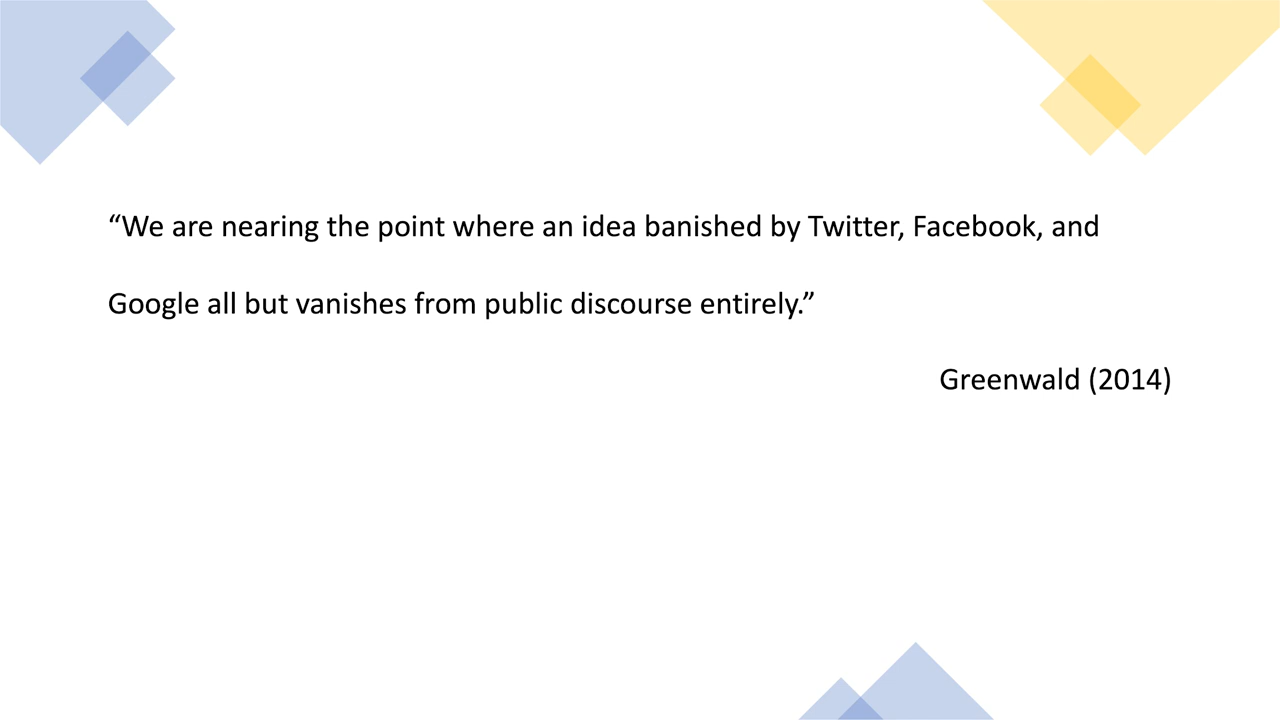 “We are nearing the point where an idea banished by Twitter, Facebook, and
Google all but vanishes from public discourse entirely.”
Greenwald (2014)